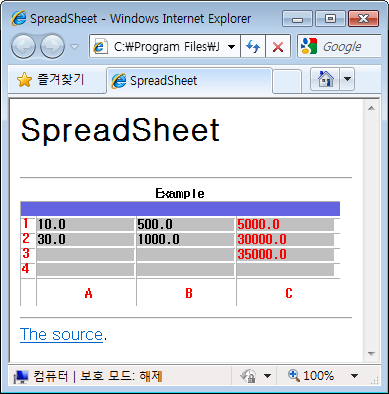 SpreadSheet - Windows Internet Explorer
C:₩Program Files₩J
Google
즐겨찾기
SpreadSheet
SpreadSheet
Example
1 10.0 500.0 5000.0
2 30.0 1000.0 30000.0
3 35000.0
4
A B C
The source.
컴퓨터 | 보호 모드: 해제
100%